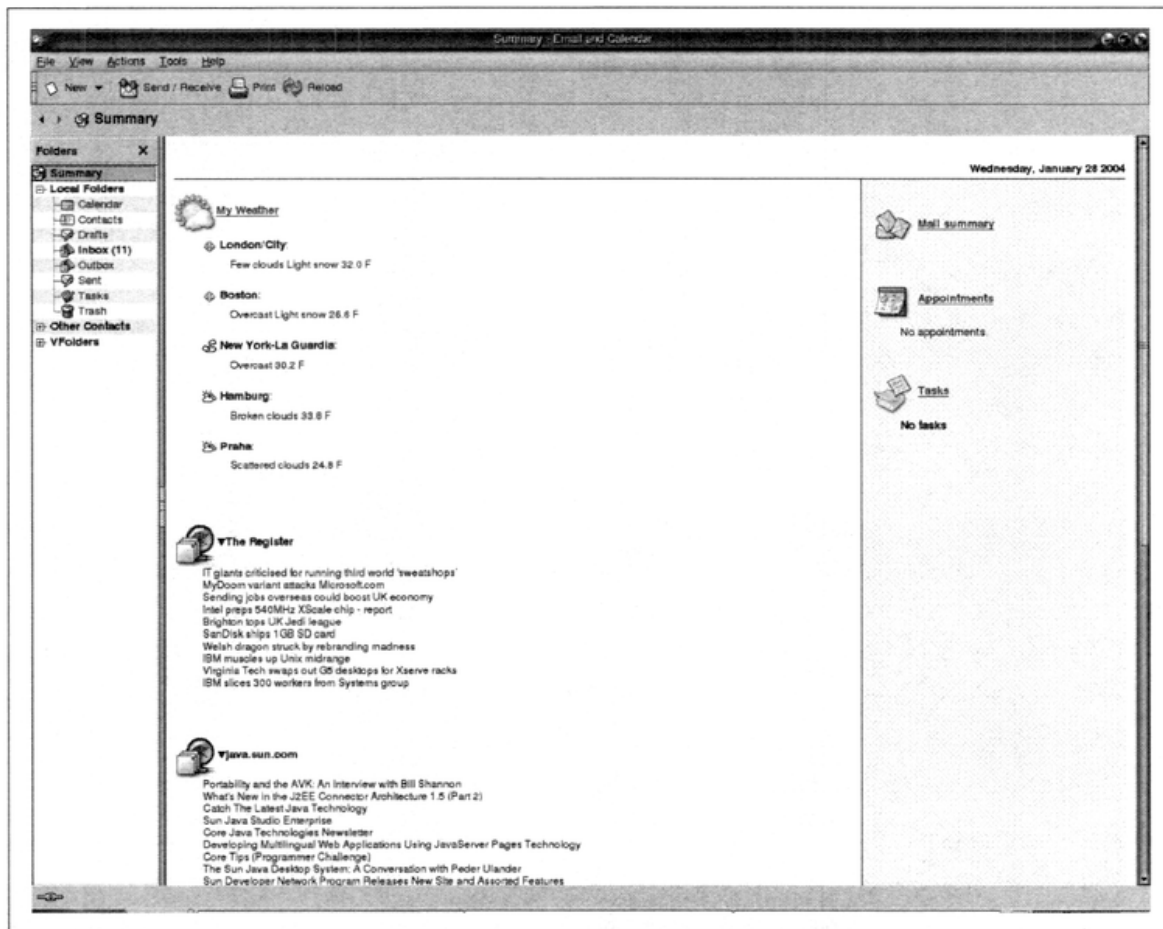 Summary - Email and Calendar
File View Actions Tools Help
New Send / Receive Print Reload
Summary
Folders X
Summary
Local Folders
Calendar
Contacts
Drafts
Inbox (11)
Outbox
Sent
Tasks
Trash
Other Contacts
VFolders
Wednesday, January 28 2004
My Weather
London/City:
Few clouds Light snow 32.0 F
Boston:
Overcast Light snow 26.6 F
New York-La Guardia:
Overcast 30.2 F
Hamburg:
Broken clouds 33.8 F
Praha:
Scattered clouds 24.8 F
▾The Register
IT giants criticised for running third world 'sweatshops'
MyDoom variant attacks Microsoft.com
Sending jobs overseas could boost UK economy
Intel preps 540MHz XScale chip - report
Brighton tops UK Jedi league
SanDisk ships 1GB SD card
Welsh dragon struck by rebranding madness
IBM muscles up Unix midrange
Virginia Tech swaps out G5 desktops for Xserve racks
IBM slices 300 workers from Systems group
▾java.sun.com
Portability and the AVK: An Interview with Bill Shannon
What's New in the J2EE Connector Architecture 1.5 (Part 2)
Catch The Latest Java Technology
Sun Java Studio Enterprise
Core Java Technologies Newsletter
Developing Multilingual Web Applications Using JavaServer Pages Technology
Core Tips (Programmer Challenge)
The Sun Java Desktop System: A Conversation with Peder Ulander
Sun Developer Network Program Releases New Site and Assorted Features
Mail summary
Appointments
No appointments.
Tasks
No tasks